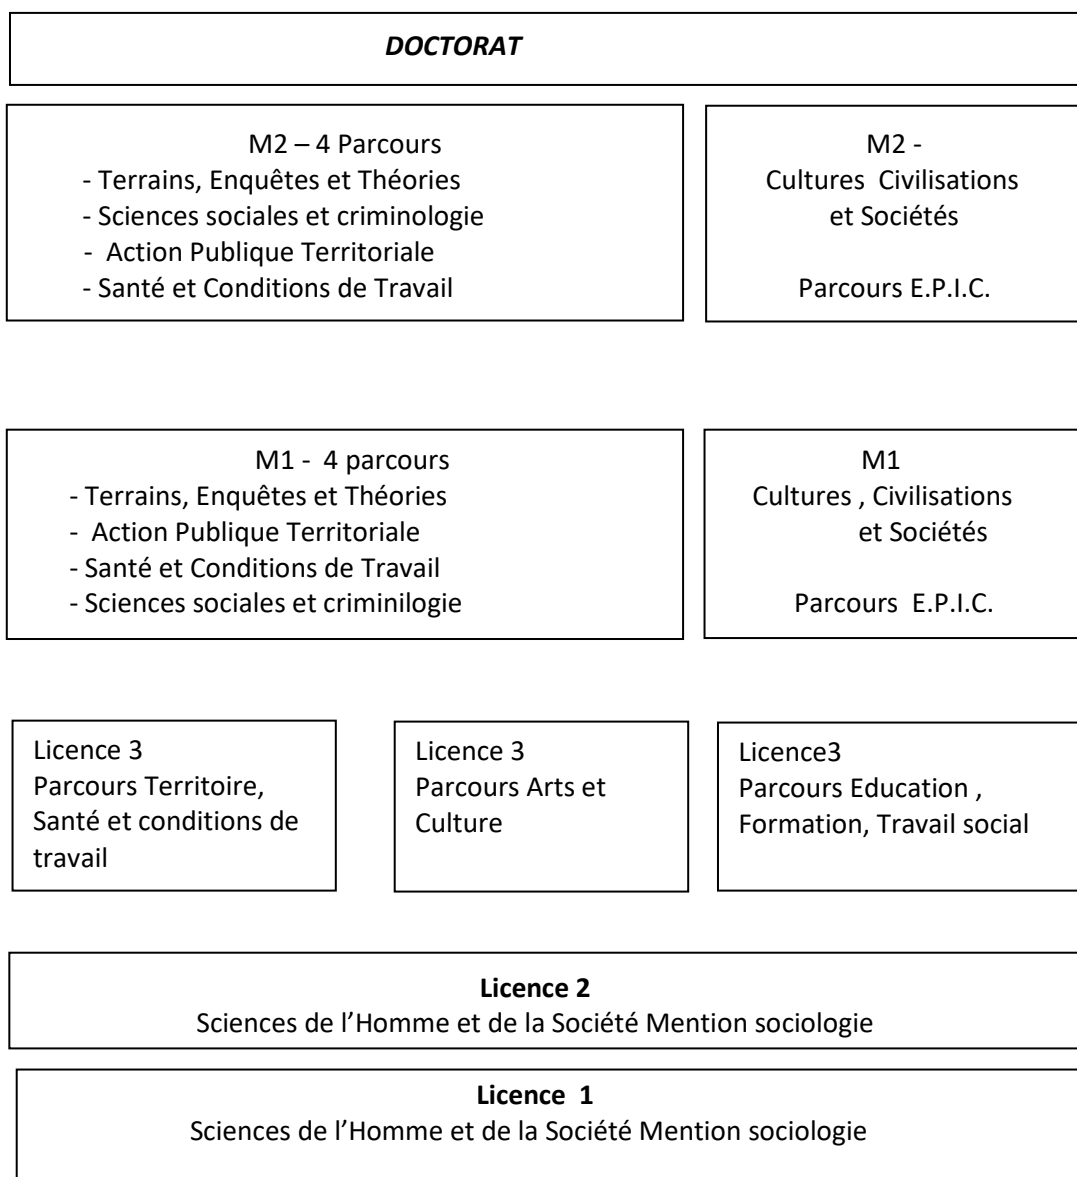 DOCTORAT
M2 – 4 Parcours
- Terrains, Enquêtes et Théories
- Sciences sociales et criminologie
- Action Publique Territoriale
- Santé et Conditions de Travail
M2 -
Cultures Civilisations
et Sociétés
Parcours E.P.I.C.
M1 - 4 parcours
- Terrains, Enquêtes et Théories
- Action Publique Territoriale
- Santé et Conditions de Travail
- Sciences sociales et criminilogie
M1
Cultures , Civilisations
et Sociétés
Parcours E.P.I.C.
Licence 3
Parcours Territoire,
Santé et conditions de
travail
Licence 3
Parcours Arts et
Culture
Licence3
Parcours Education ,
Formation, Travail social
Licence 2
Sciences de l’Homme et de la Société Mention sociologie
Licence 1
Sciences de l’Homme et de la Société Mention sociologie